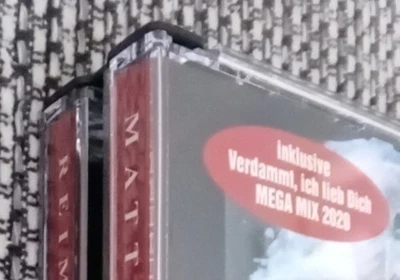 Inklusive
Verdammt, ich lieb Dich
MEGA MIX 2020
MATT
REIM